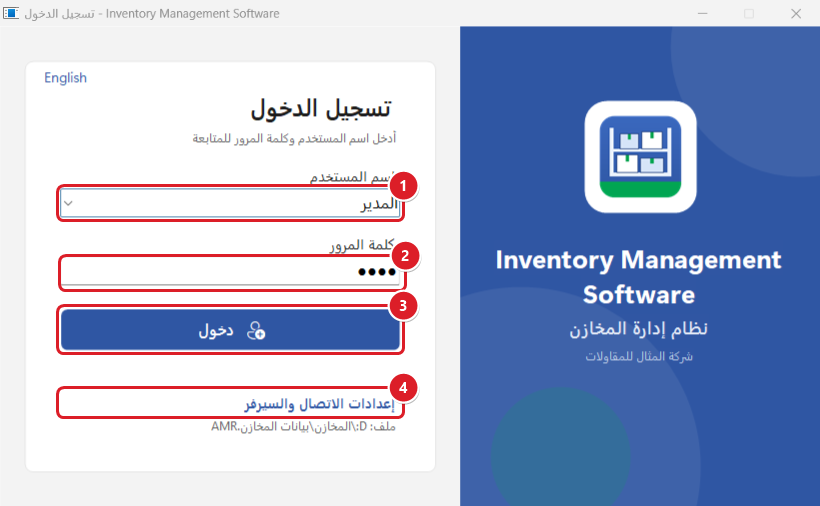 تسجيل الدخول - Inventory Management Software
English
تسجيل الدخول
أدخل اسم المستخدم وكلمة المرور للمتابعة
اسم المستخدم
1
المدير
كلمة المرور
2
••••
3
دخول
4
إعدادات الاتصال والسيرفر
ملف: D:\المخازن\بيانات المخازن.AMR
Inventory Management
Software
نظام إدارة المخازن
شركة المثال للمقاولات